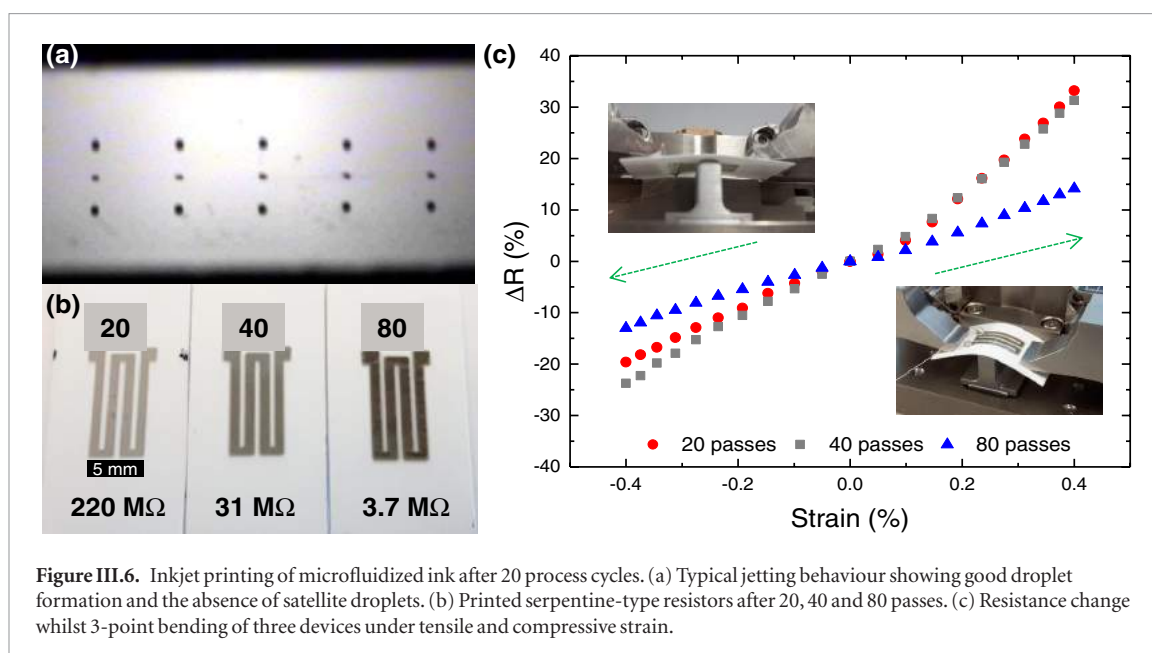 (a)
(b)
20
40
80
5 mm
220 MΩ
31 MΩ
3.7 MΩ
(c)
40
30
20
10
0
-10
-20
-30
-40
ΔR (%)
20 passes
40 passes
80 passes
-0.4
-0.2
0.0
0.2
0.4
Strain (%)
Figure III.6. Inkjet printing of microfluidized ink after 20 process cycles. (a) Typical jetting behaviour showing good droplet
formation and the absence of satellite droplets. (b) Printed serpentine-type resistors after 20, 40 and 80 passes. (c) Resistance change
whilst 3-point bending of three devices under tensile and compressive strain.